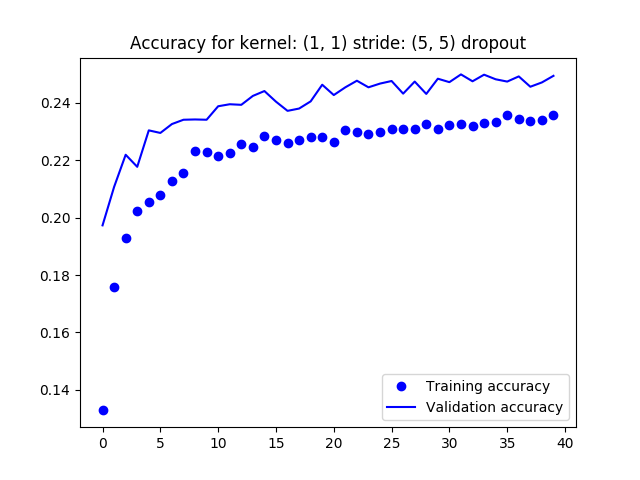 Accuracy for kernel: (1, 1) stride: (5, 5) dropout
0.24
0.22
0.20
0.18
0.16
0.14
Training accuracy
Validation accuracy
0 5 10 15 20 25 30 35 40